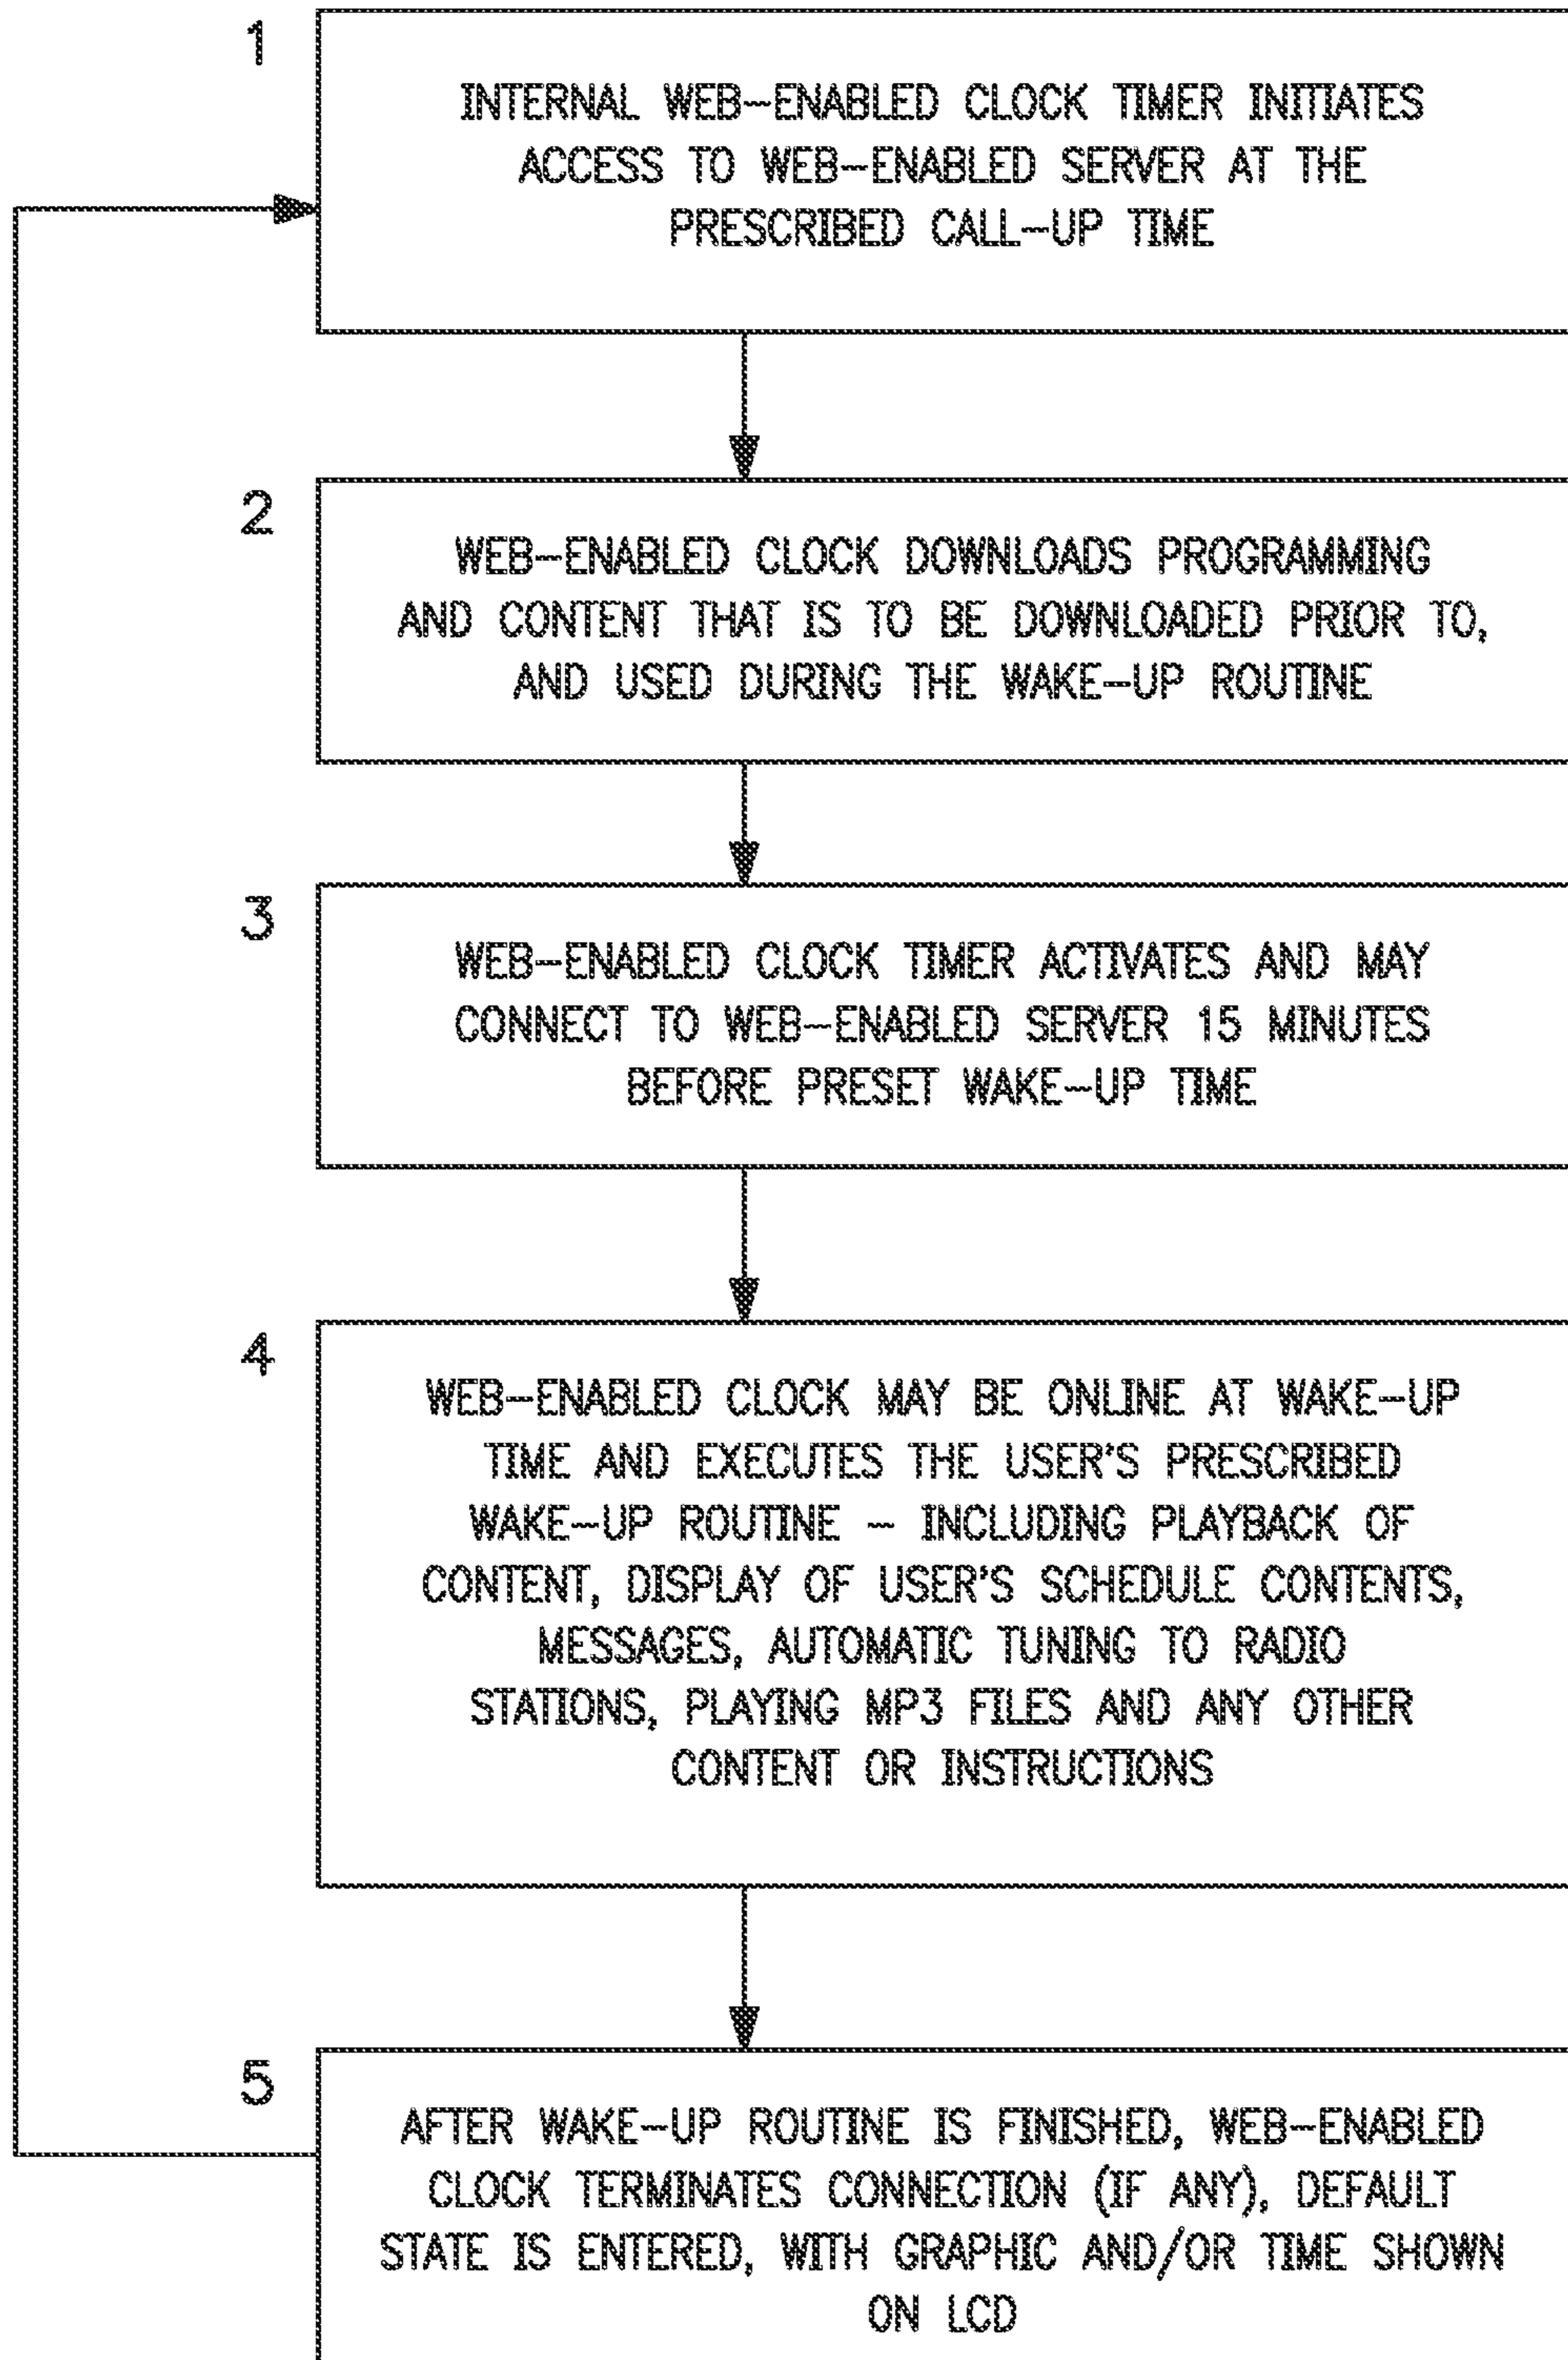 1
INTERNAL WEB-ENABLED CLOCK TIMER INITIATES
ACCESS TO WEB-ENABLED SERVER AT THE
PRESCRIBED CALL-UP TIME
2
WEB-ENABLED CLOCK DOWNLOADS PROGRAMMING
AND CONTENT THAT IS TO BE DOWNLOADED PRIOR TO,
AND USED DURING THE WAKE-UP ROUTINE
3
WEB-ENABLED CLOCK TIMER ACTIVATES AND MAY
CONNECT TO WEB-ENABLED SERVER 15 MINUTES
BEFORE PRESET WAKE-UP TIME
4
WEB-ENABLED CLOCK MAY BE ONLINE AT WAKE-UP
TIME AND EXECUTES THE USER'S PRESCRIBED
WAKE-UP ROUTINE - INCLUDING PLAYBACK OF
CONTENT, DISPLAY OF USER'S SCHEDULE CONTENTS,
MESSAGES, AUTOMATIC TUNING TO RADIO
STATIONS, PLAYING MP3 FILES AND ANY OTHER
CONTENT OR INSTRUCTIONS
5
AFTER WAKE-UP ROUTINE IS FINISHED, WEB-ENABLED
CLOCK TERMINATES CONNECTION (IF ANY), DEFAULT
STATE IS ENTERED, WITH GRAPHIC AND/OR TIME SHOWN
ON LCD